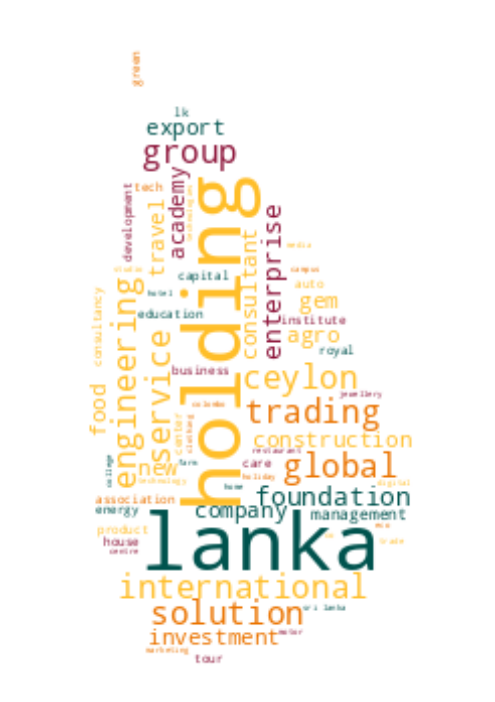 green
lk
export
group
tech
development
academy
holding
technologies
travel
enterprise
consultant
media
studio
capital
campus
auto
hotel
gem
education
institute
consultancy
engineering
service
agro
royal
business
ceylon
food
jewellery
colombo
trading
center
clothing
construction
restaurant
college
new
farm
care
global
holiday
technology
home
digital
association
foundation
energy
company
management
lanka
eco
product
house
centre
trade
international
solution
sri lanka
investment
motor
marketing
tour